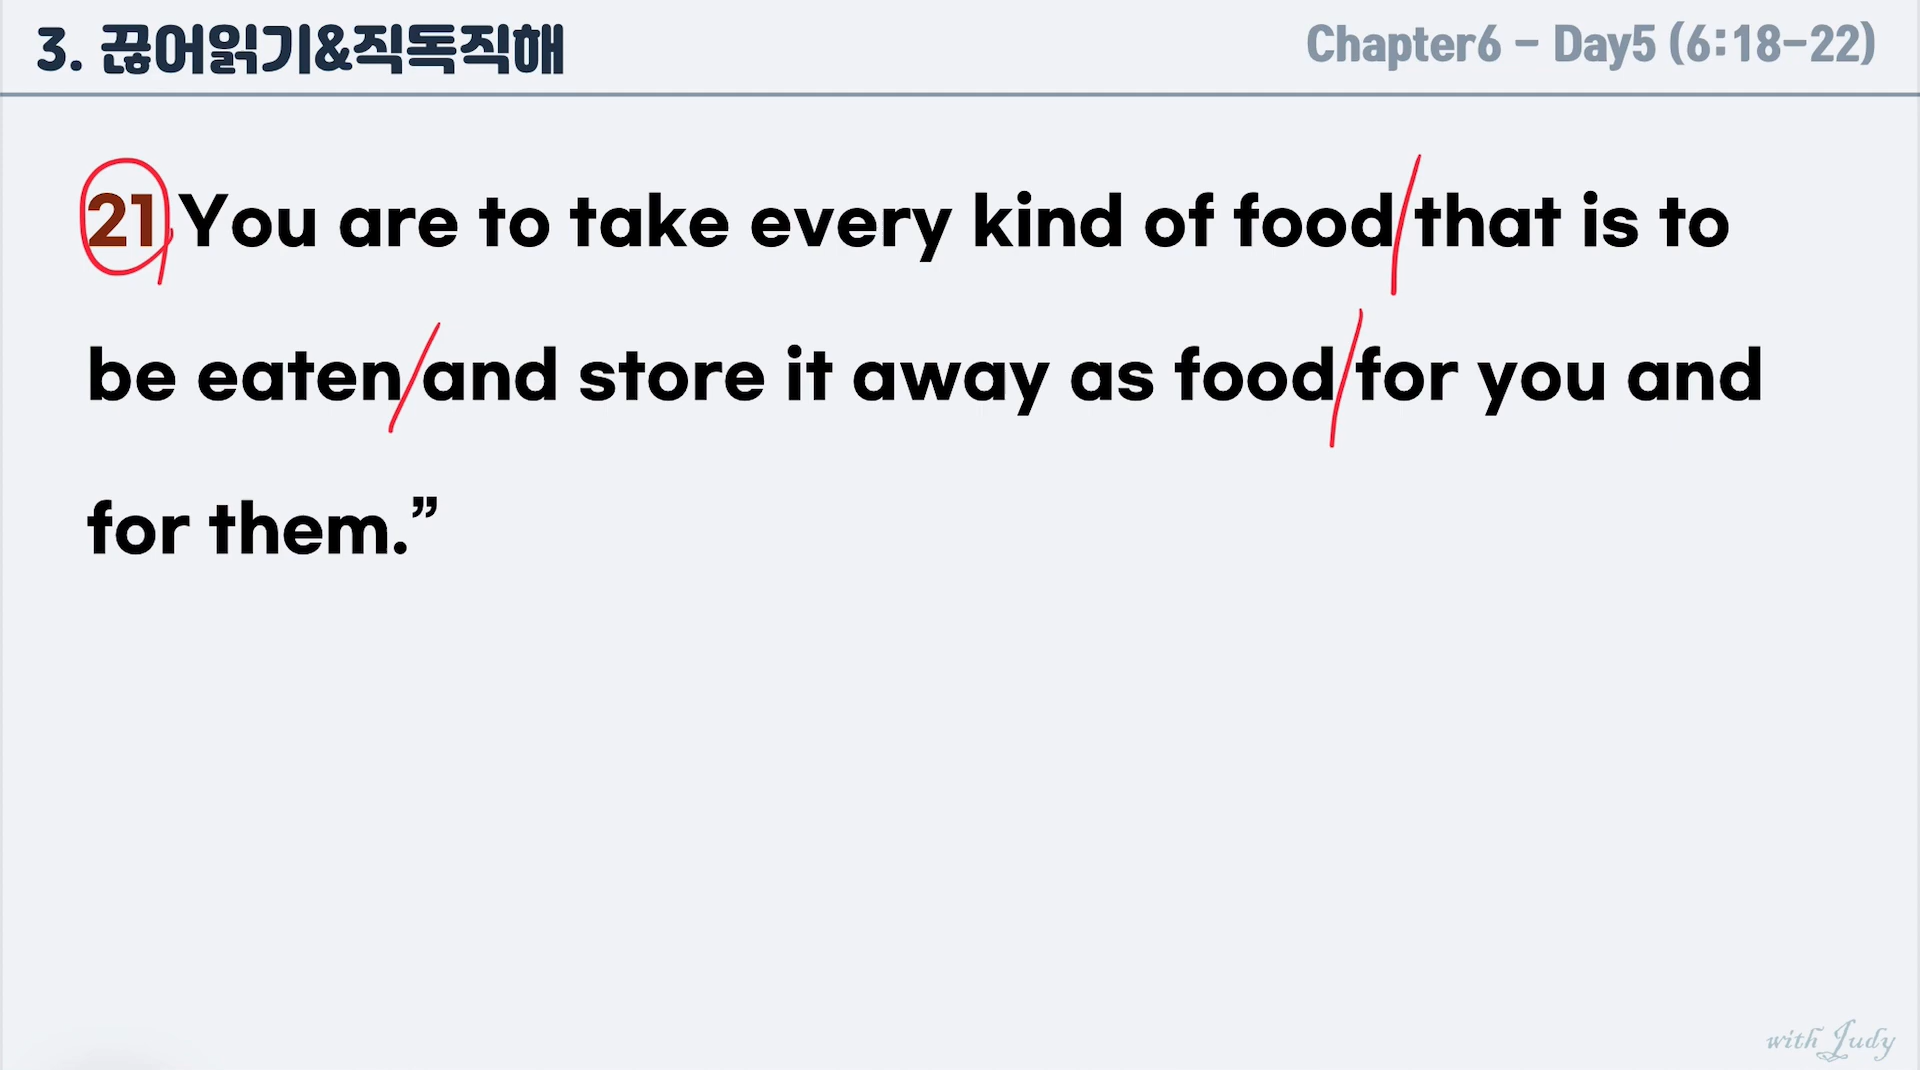 3. 끊어읽기&직독직해
Chapter6 - Day5 (6:18-22)
21 You are to take every kind of food that is to
be eaten and store it away as food for you and
for them.”
with Judy